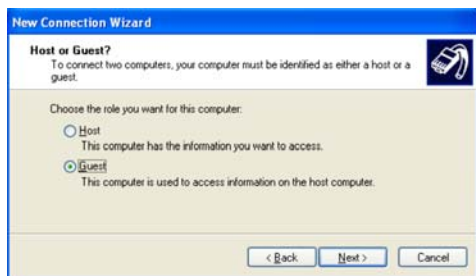 New Connection Wizard
Host or Guest?
To connect two computers, your computer must be identified as either a host or a
guest.
Choose the role you want for this computer:
Host
This computer has the information you want to access.
Guest
This computer is used to access information on the host computer.
< Back
Next >
Cancel